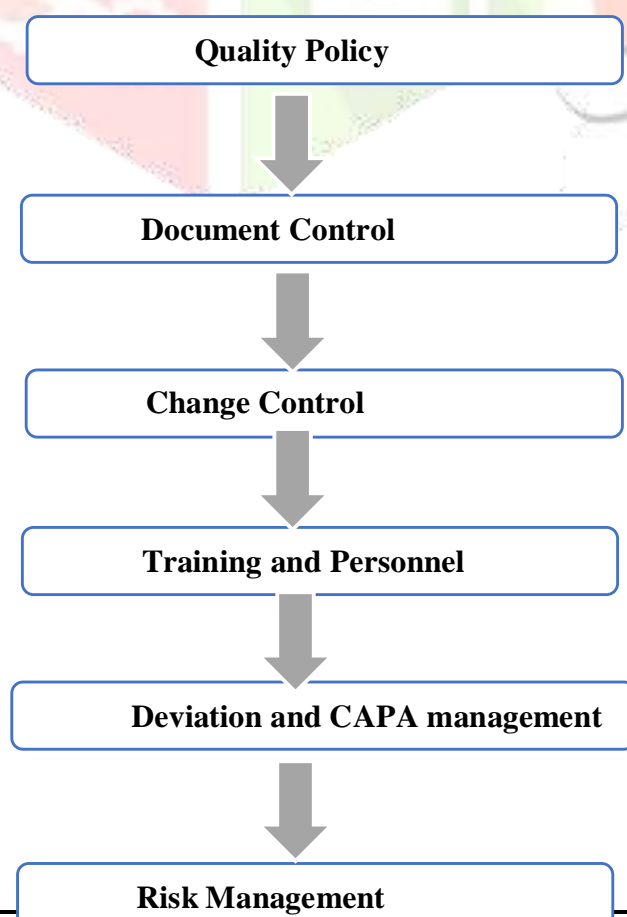 Quality Policy
Document Control
Change Control
Training and Personnel
Deviation and CAPA management
Risk Management